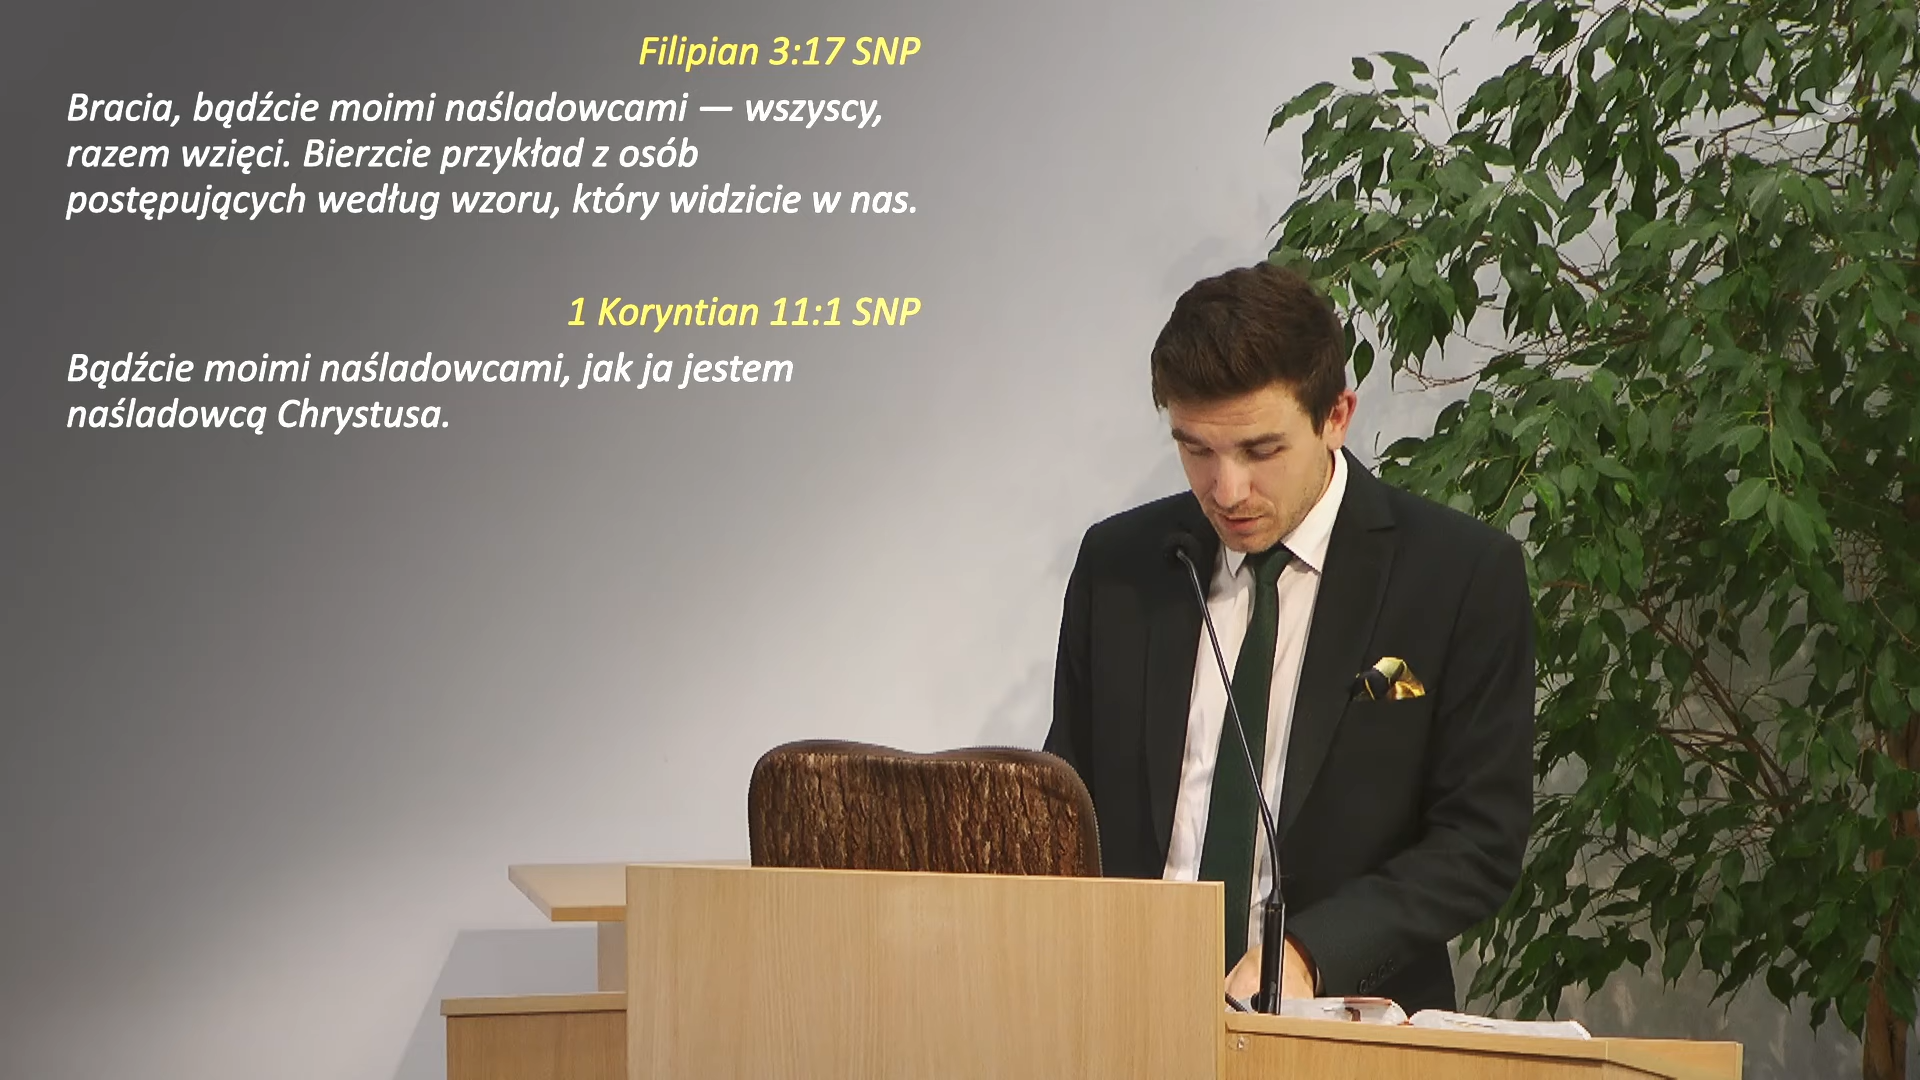 Filipian 3:17 SNP
Bracia, bądźcie moimi naśladowcami — wszyscy,
razem wzięci. Bierzcie przykład z osób
postępujących według wzoru, który widzicie w nas.
1 Koryntian 11:1 SNP
Bądźcie moimi naśladowcami, jak ja jestem
naśladowcą Chrystusa.